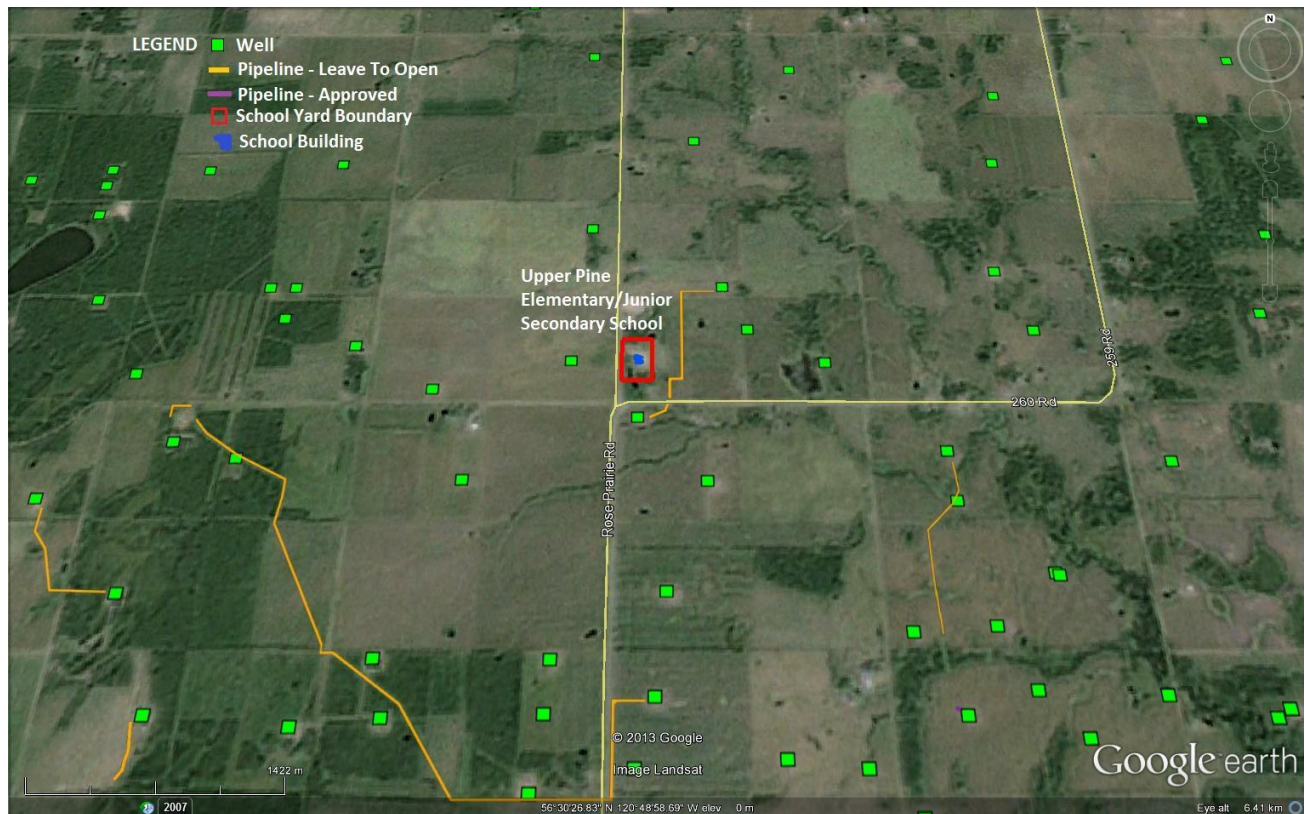 LEGEND Well
Pipeline - Leave To Open
Pipeline - Approved
School Yard Boundary
School Building
N
Upper Pine
Elementary/Junior
Secondary School
259 Rd
260 Rd
Rose Prairie Rd
© 2013 Google
Image Landsat
Google earth
1422 m
2007
56°30'26.83" N 120°48'58.69" W elev 0 m
Eye alt 6.41 km